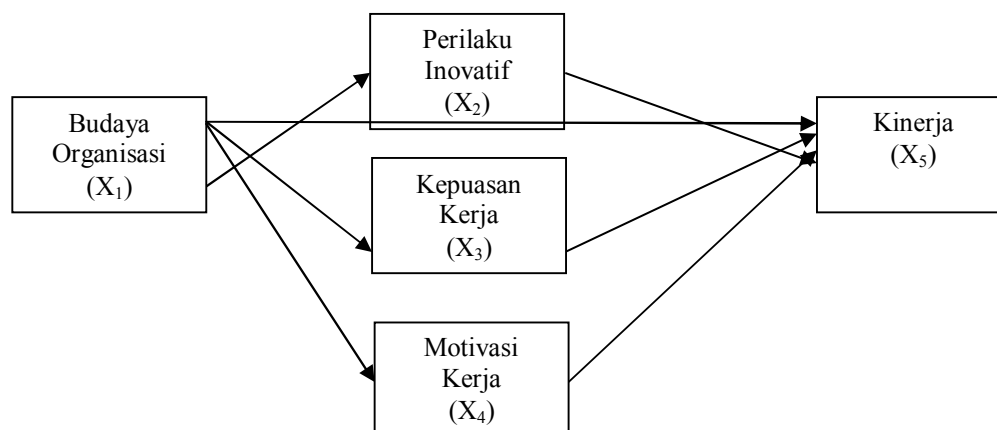 Budaya
Organisasi
(X₁)
Perilaku
Inovatif
(X₂)
Kepuasan
Kerja
(X₃)
Motivasi
Kerja
(X₄)
Kinerja
(X₅)